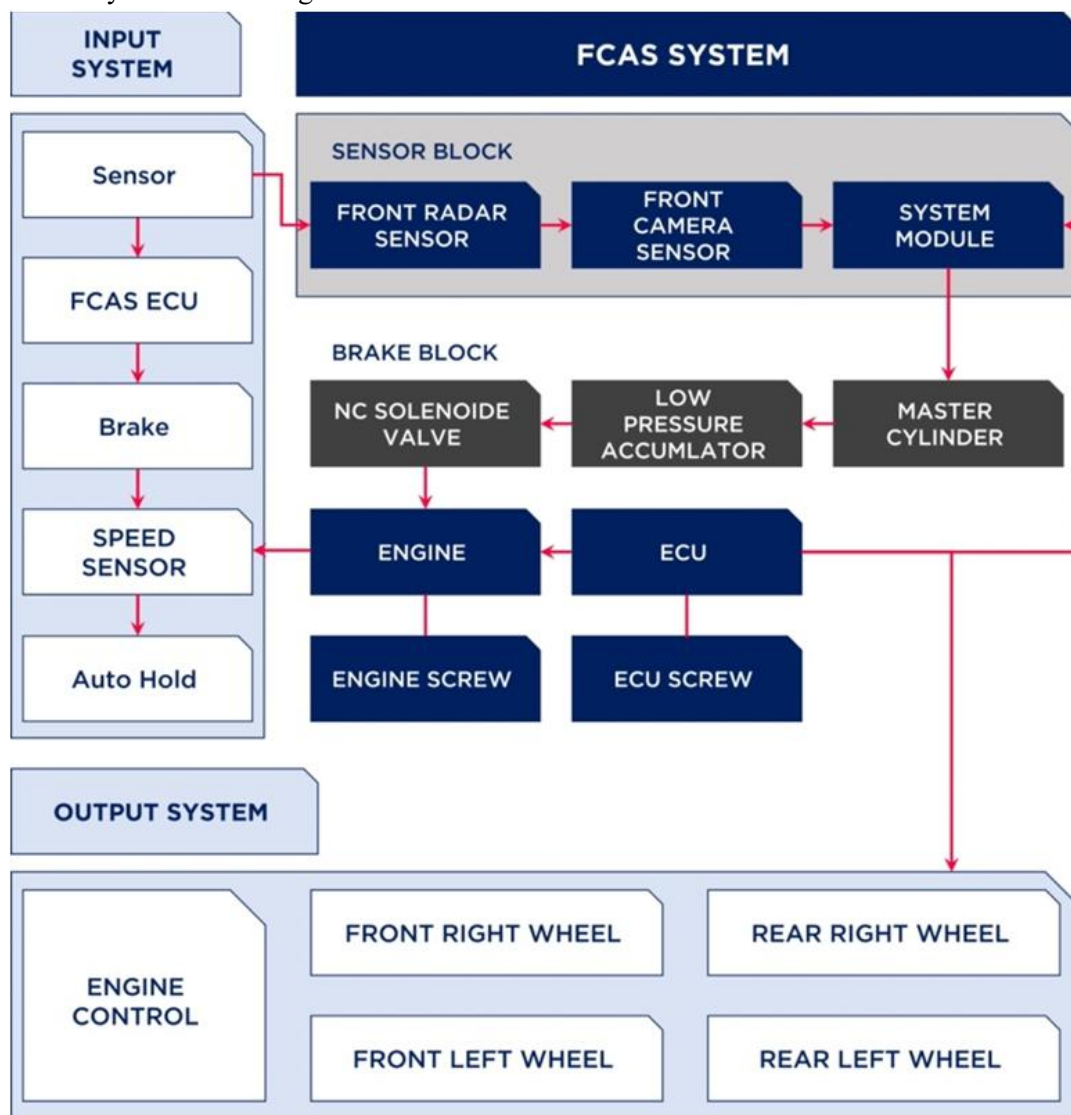 INPUT
SYSTEM
FCAS SYSTEM
Sensor
FCAS ECU
Brake
SPEED
SENSOR
Auto Hold
SENSOR BLOCK
FRONT RADAR
SENSOR
FRONT
CAMERA
SENSOR
SYSTEM
MODULE
BRAKE BLOCK
NC SOLENOIDE
VALVE
LOW
PRESSURE
ACCUMLATOR
MASTER
CYLINDER
ENGINE
ECU
ENGINE SCREW
ECU SCREW
OUTPUT SYSTEM
ENGINE
CONTROL
FRONT RIGHT WHEEL
REAR RIGHT WHEEL
FRONT LEFT WHEEL
REAR LEFT WHEEL